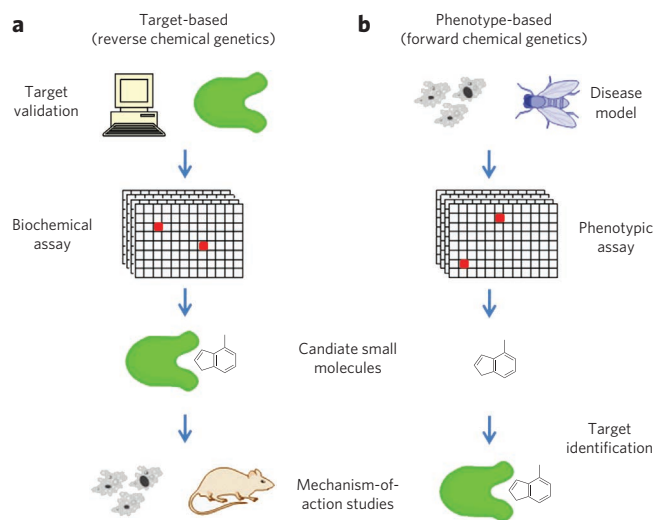 a
Target-based
(reverse chemical genetics)
b
Phenotype-based
(forward chemical genetics)
Target
validation
Disease
model
Biochemical
assay
Phenotypic
assay
Candiate small
molecules
Target
identification
Mechanism-of-
action studies